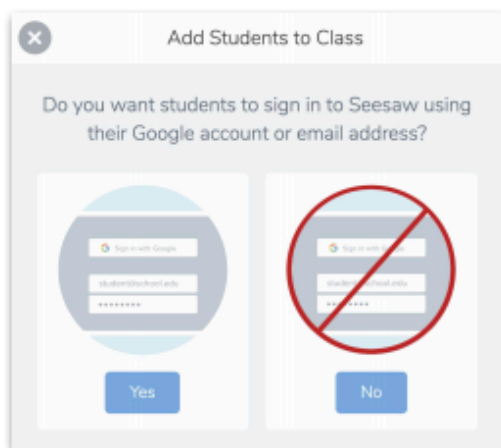 Add Students to Class
Do you want students to sign in to Seesaw using
their Google account or email address?
G Sign in with Google
student@school.edu
••••••••
G Sign in with Google
student@school.edu
••••••••
Yes
No